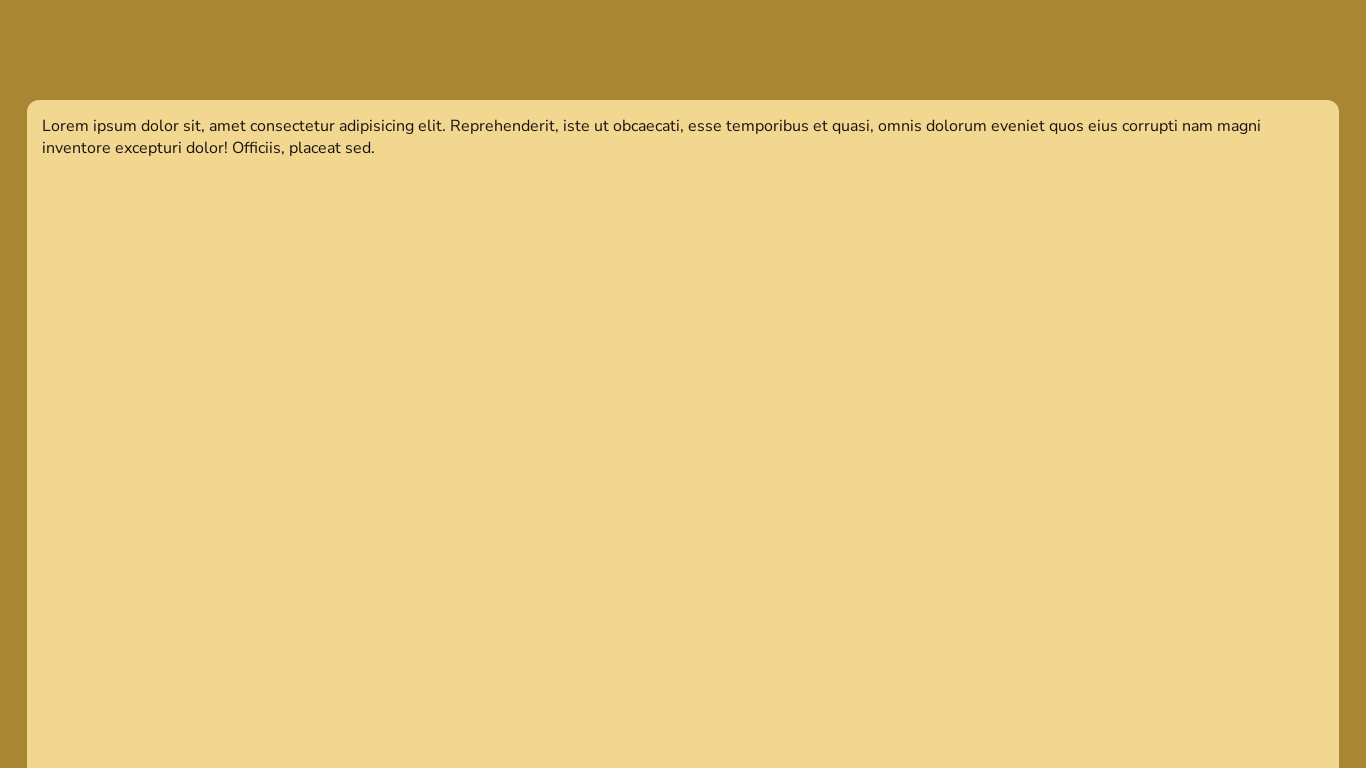 Lorem ipsum dolor sit, amet consectetur adipisicing elit. Reprehenderit, iste ut obcaecati, esse temporibus et quasi, omnis dolorum eveniet quos eius corrupti nam magni
inventore excepturi dolor! Officiis, placeat sed.